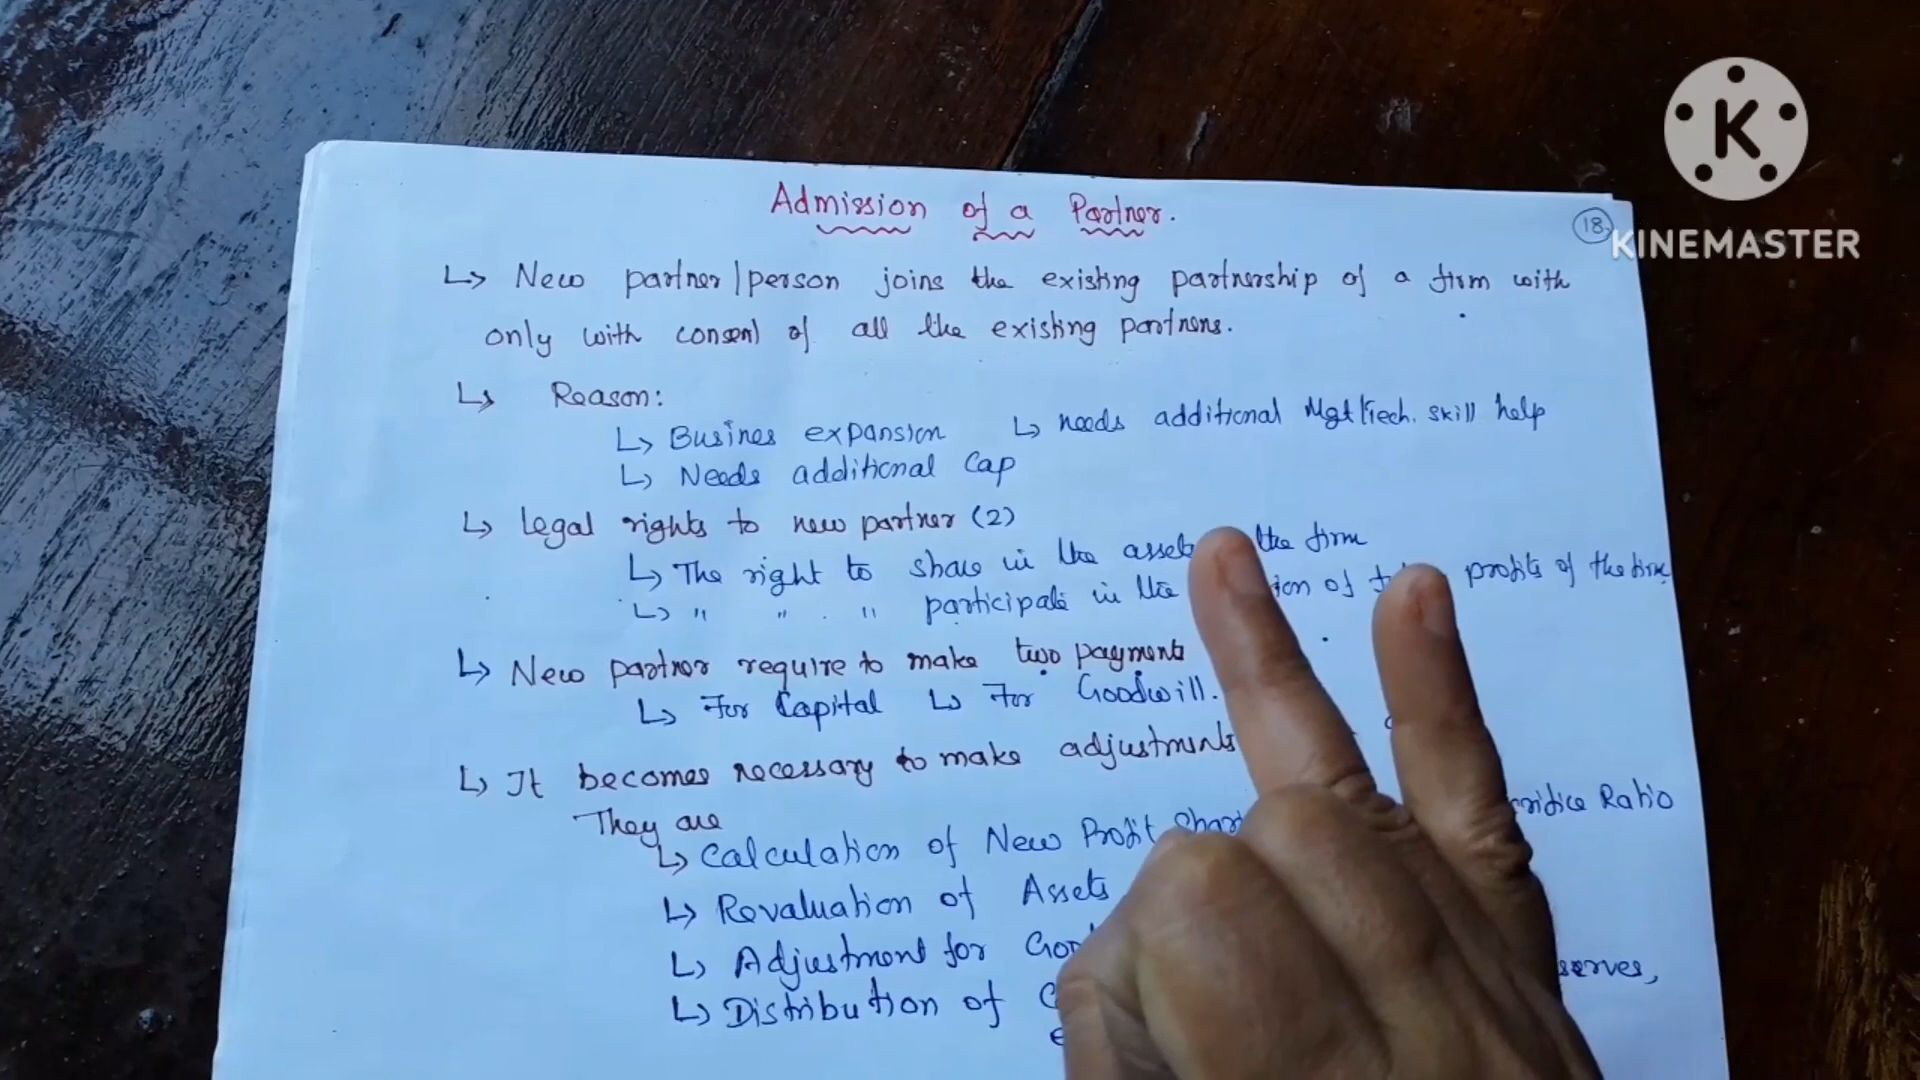 Admission of a Partner.
18
KINEMASTER
↳ New partner/person joins the existing partnership of a firm with
only with consent of all the existing partners.
↳ Reason:
↳ Busines expansion ↳ needs additional Mgt/Tech. skill help
↳ Needs additional Cap
↳ Legal rights to new partner (2)
↳ The right to share in the assets the firm
↳ " " " participate in the of profits of the firm
↳ New partner require to make two payments
↳ For Capital ↳ For Goodwill.
↳ It becomes necessary to make adjustments
They are
↳ Calculation of New Profit Ratio
↳ Revaluation of Assets
↳ Adjustment for
↳ Distribution of